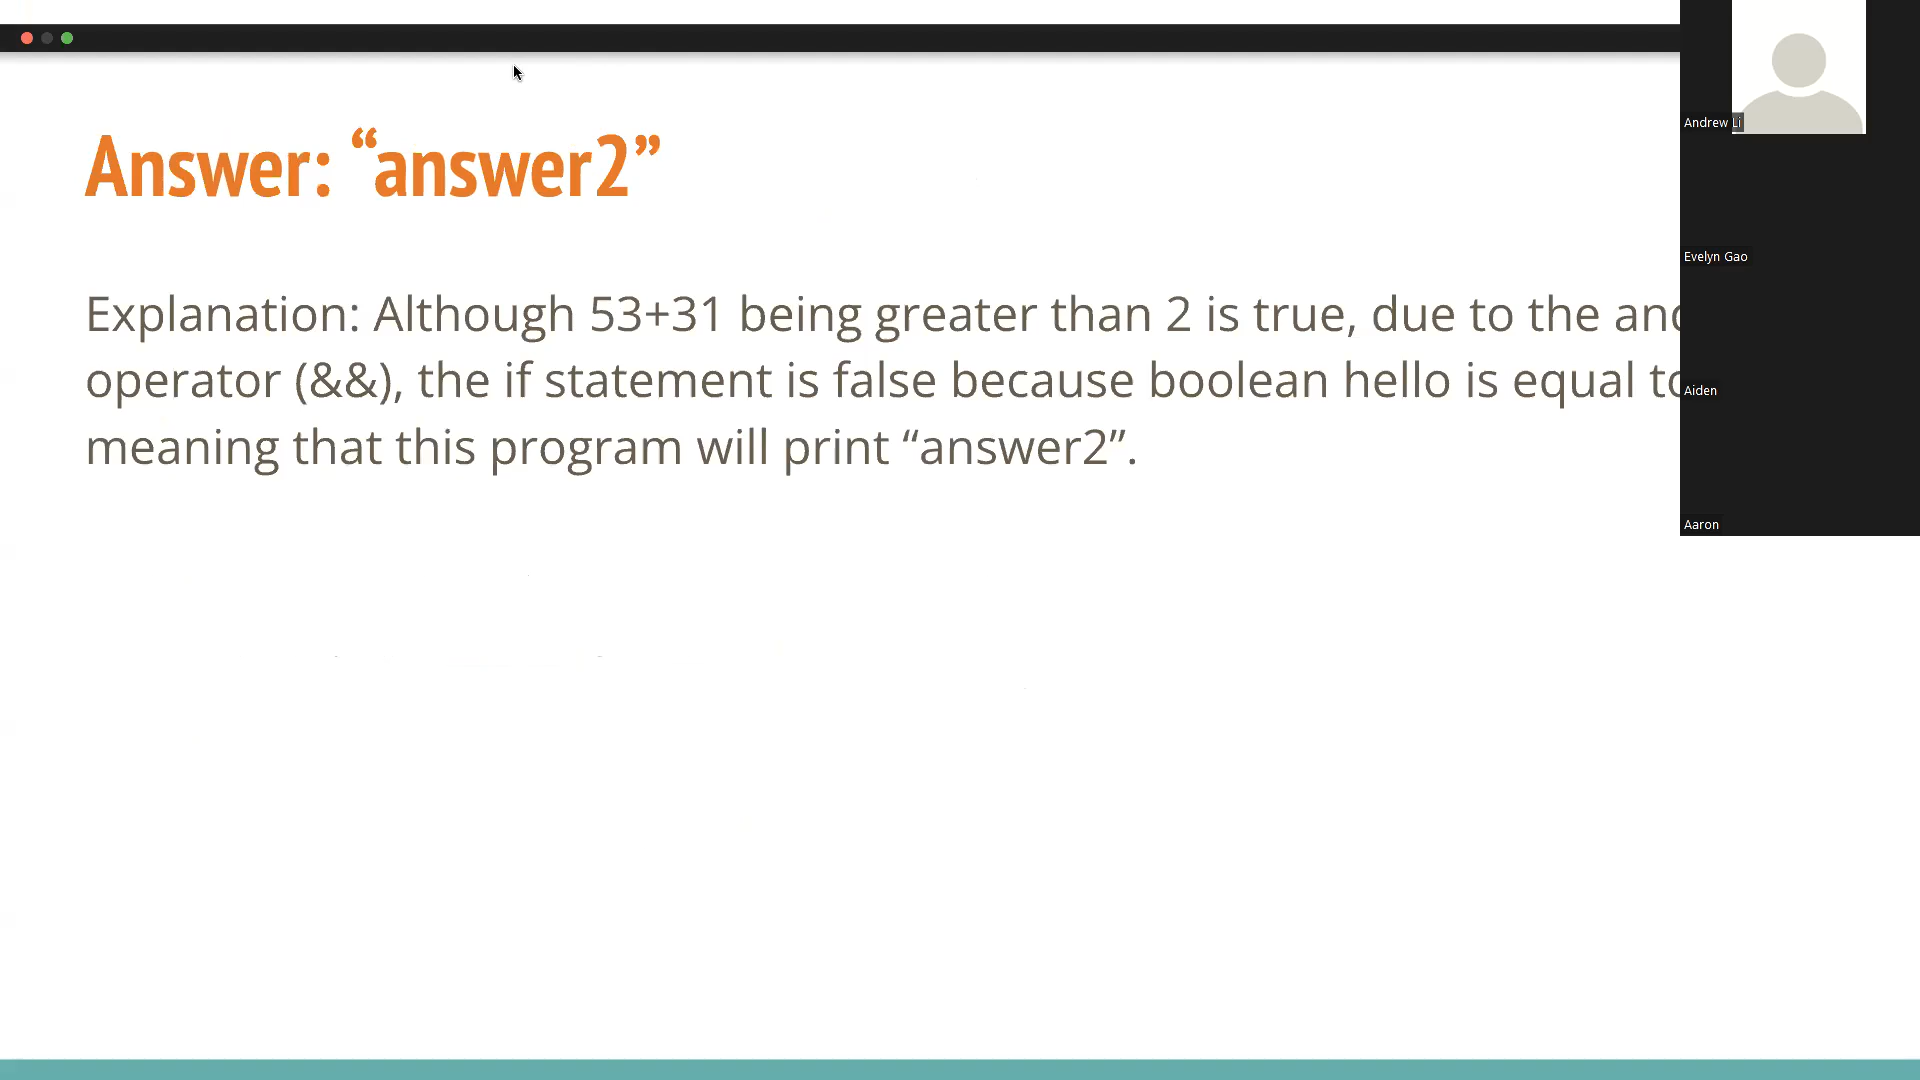 Answer: “answer2”
Explanation: Although 53+31 being greater than 2 is true, due to the
operator (&&), the if statement is false because boolean hello is equal
meaning that this program will print “answer2”.
Andrew Li
Evelyn Gao
Aiden
Aaron